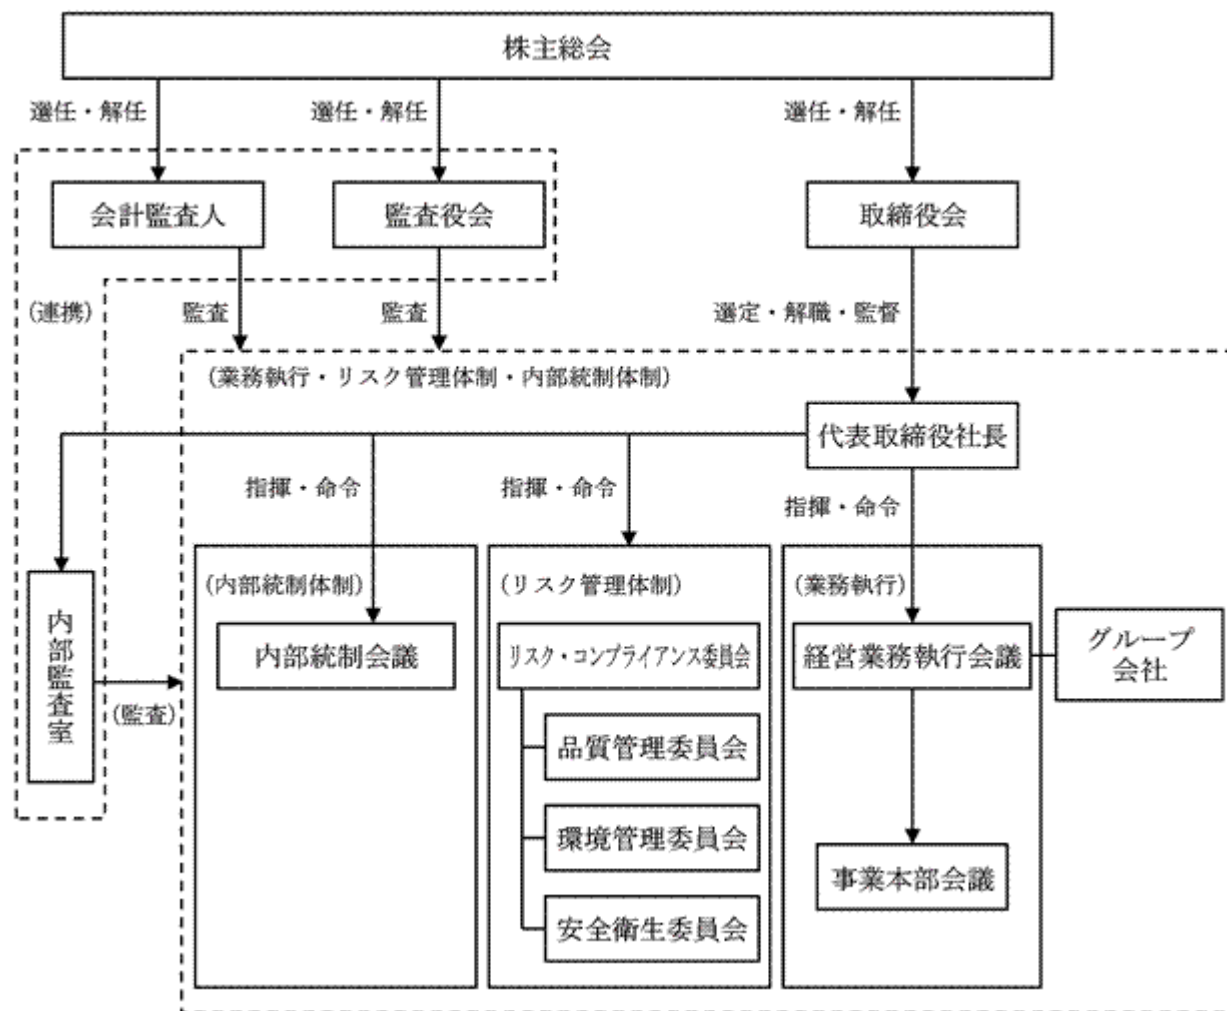 株主総会
選任・解任
選任・解任
選任・解任
会計監査人
監査役会
取締役会
(連携)
監査
監査
選定・解職・監督
(業務執行・リスク管理体制・内部統制体制)
代表取締役社長
指揮・命令
指揮・命令
指揮・命令
(内部統制体制)
(リスク管理体制)
(業務執行)
内部監査室
(監査)
内部統制会議
リスク・コンプライアンス委員会
経営業務執行会議
グループ
会社
品質管理委員会
環境管理委員会
事業本部会議
安全衛生委員会